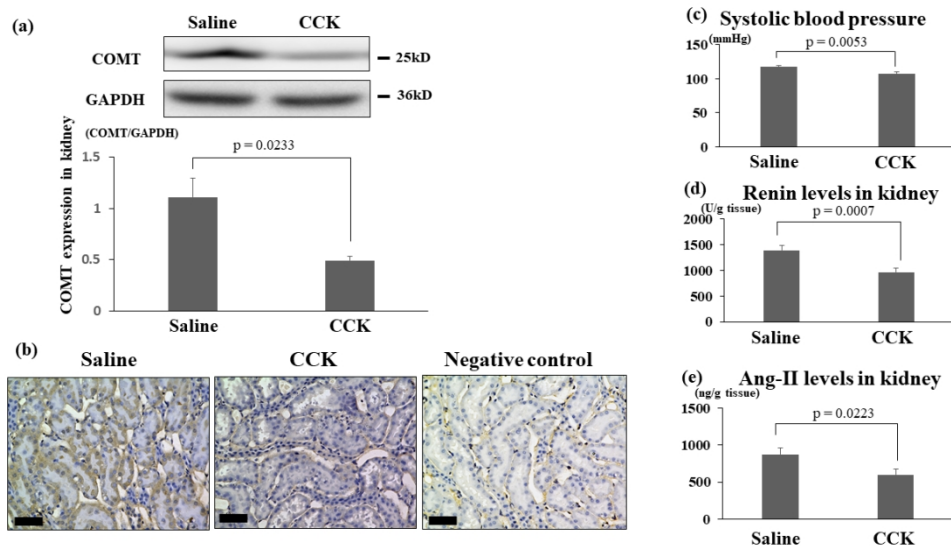 (a)
Saline CCK
COMT
25kD
GAPDH
36kD
(COMT/GAPDH)
COMT expression in kidney
p = 0.0233
1.5
1
0.5
0
Saline CCK
(b)
Saline CCK Negative control
(c)
Systolic blood pressure
(mmHg)
p = 0.0053
150
100
50
0
Saline CCK
(d)
Renin levels in kidney
(U/g tissue)
p = 0.0007
2000
1500
1000
500
0
Saline CCK
(e)
Ang-II levels in kidney
(ng/g tissue)
p = 0.0223
1500
1000
500
0
Saline CCK